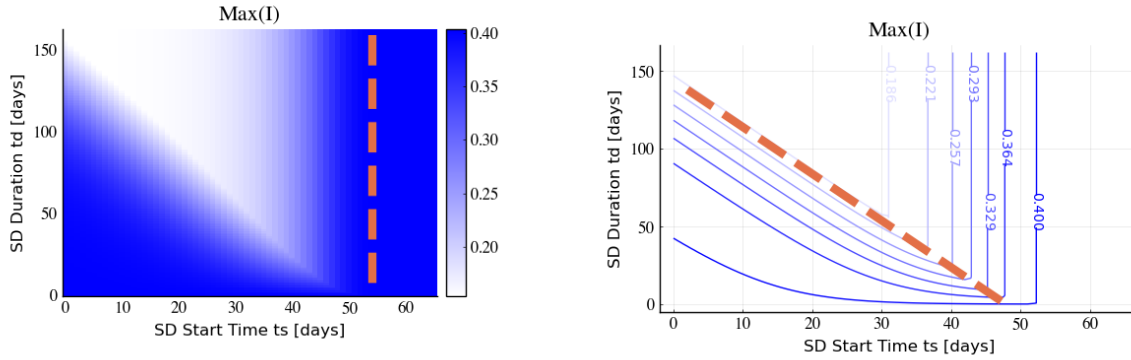 Max(I)
SD Duration td [days]
150
100
50
0
0 10 20 30 40 50 60
SD Start Time ts [days]
0.40
0.35
0.30
0.25
0.20
Max(I)
SD Duration td [days]
150
100
50
0
0 10 20 30 40 50 60
SD Start Time ts [days]
0.186
0.221
0.257
0.293
0.329
0.364
0.400